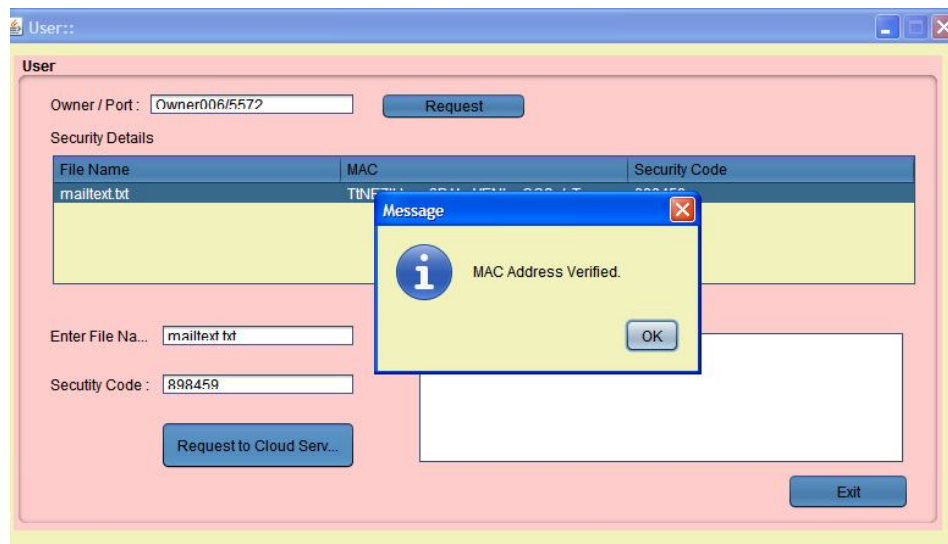 User::
User
Owner / Port : Owner006/5572 Request
Security Details
File Name MAC Security Code
mailtext.txt
Message
MAC Address Verified.
OK
Enter File Na... mailtext.txt
Secutity Code : 898459
Request to Cloud Serv...
Exit